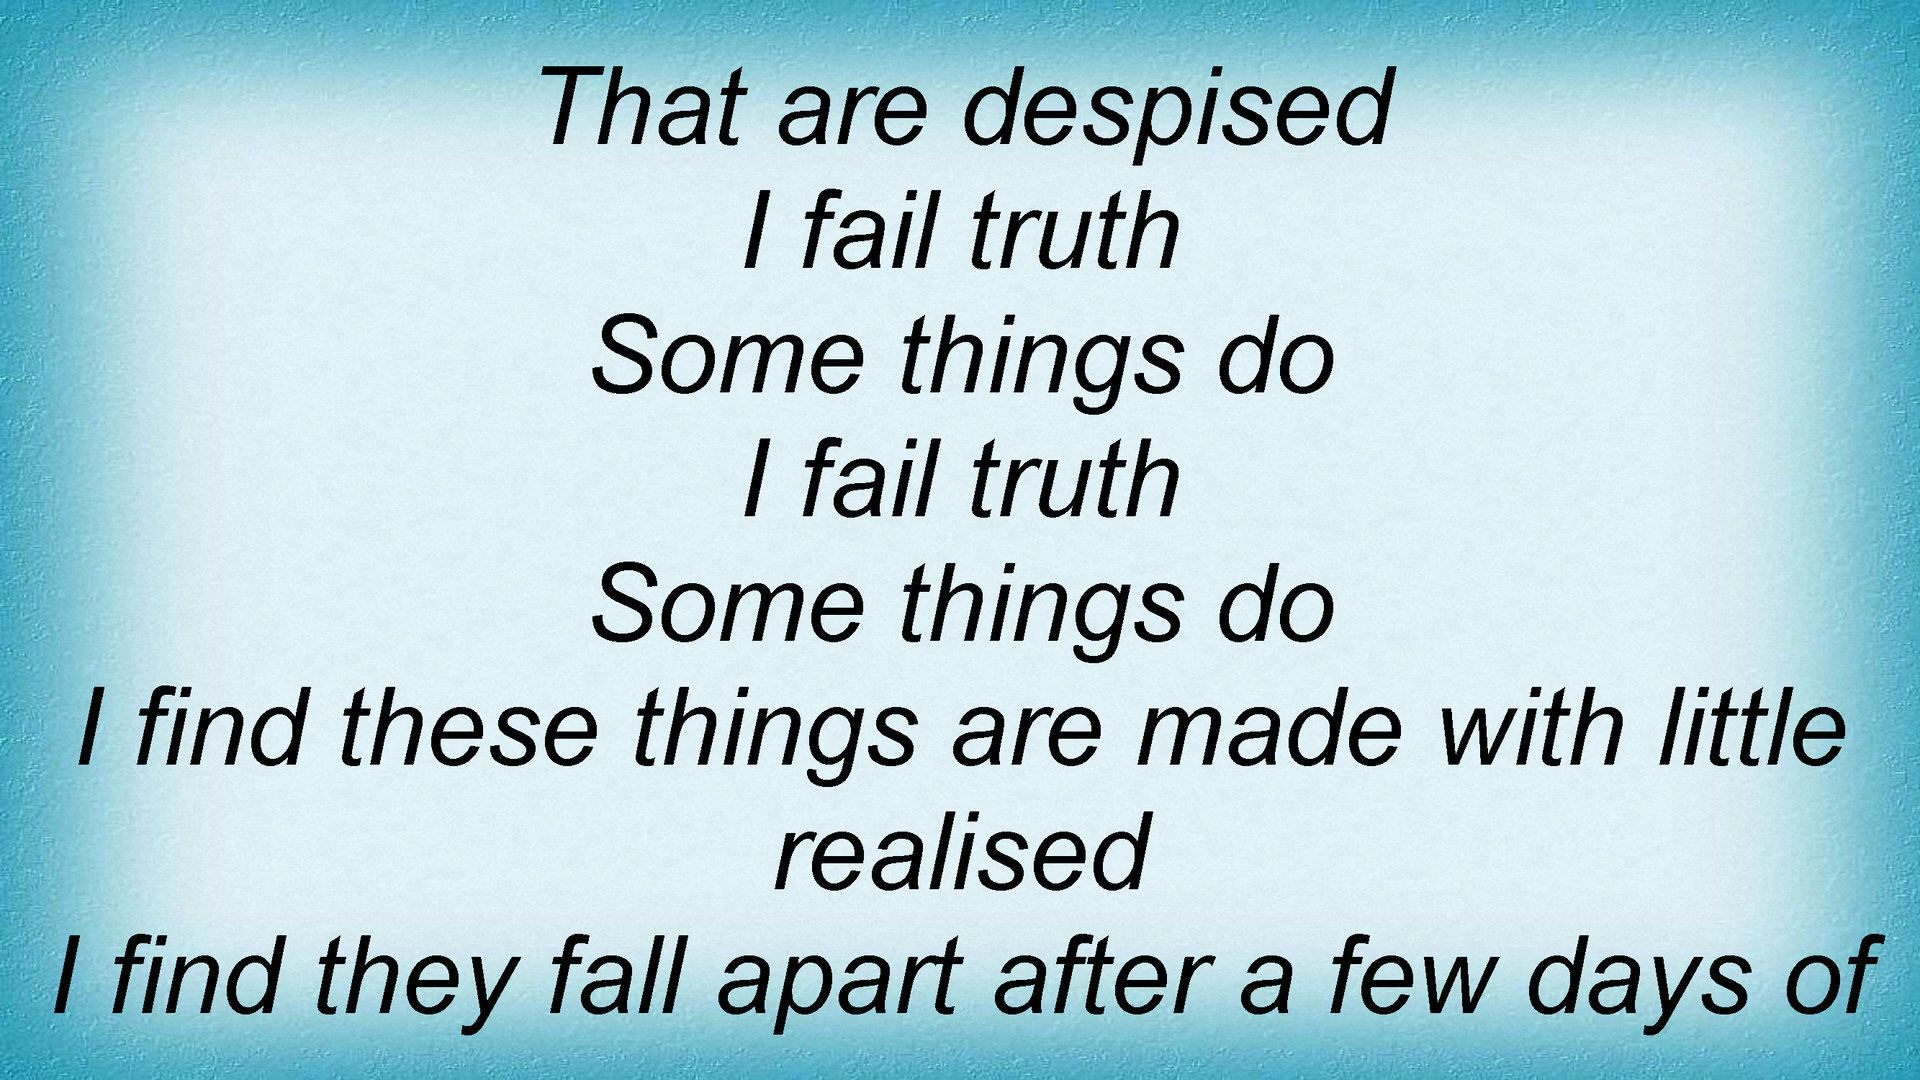 That are despised
I fail truth
Some things do
I fail truth
Some things do
I find these things are made with little
realised
I find they fall apart after a few days of